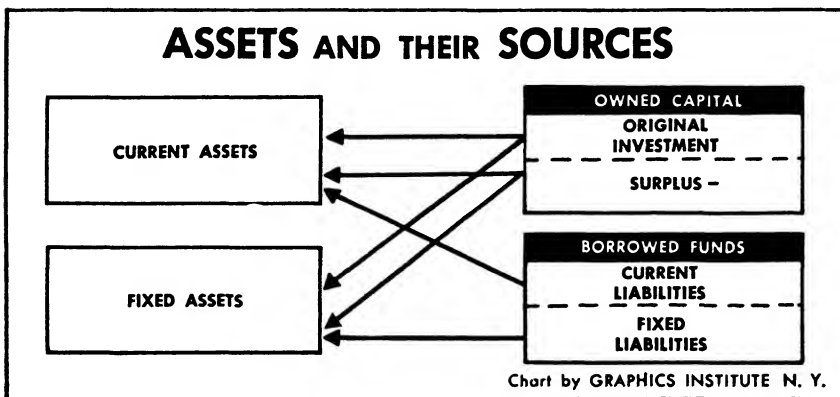 ASSETS AND THEIR SOURCES
CURRENT ASSETS
FIXED ASSETS
OWNED CAPITAL
ORIGINAL
INVESTMENT
SURPLUS –
BORROWED FUNDS
CURRENT
LIABILITIES
FIXED
LIABILITIES
Chart by GRAPHICS INSTITUTE N. Y.